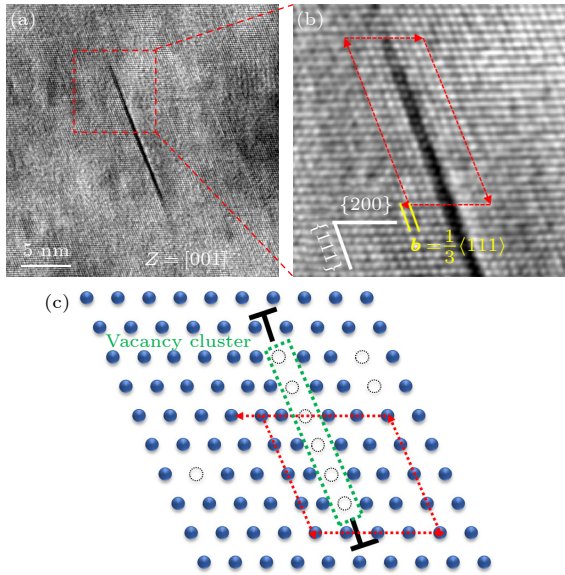 (a)
5 nm
Z = [001]
(b)
{200}
{111}
b = 1/3⟨111⟩
(c)
Vacancy cluster